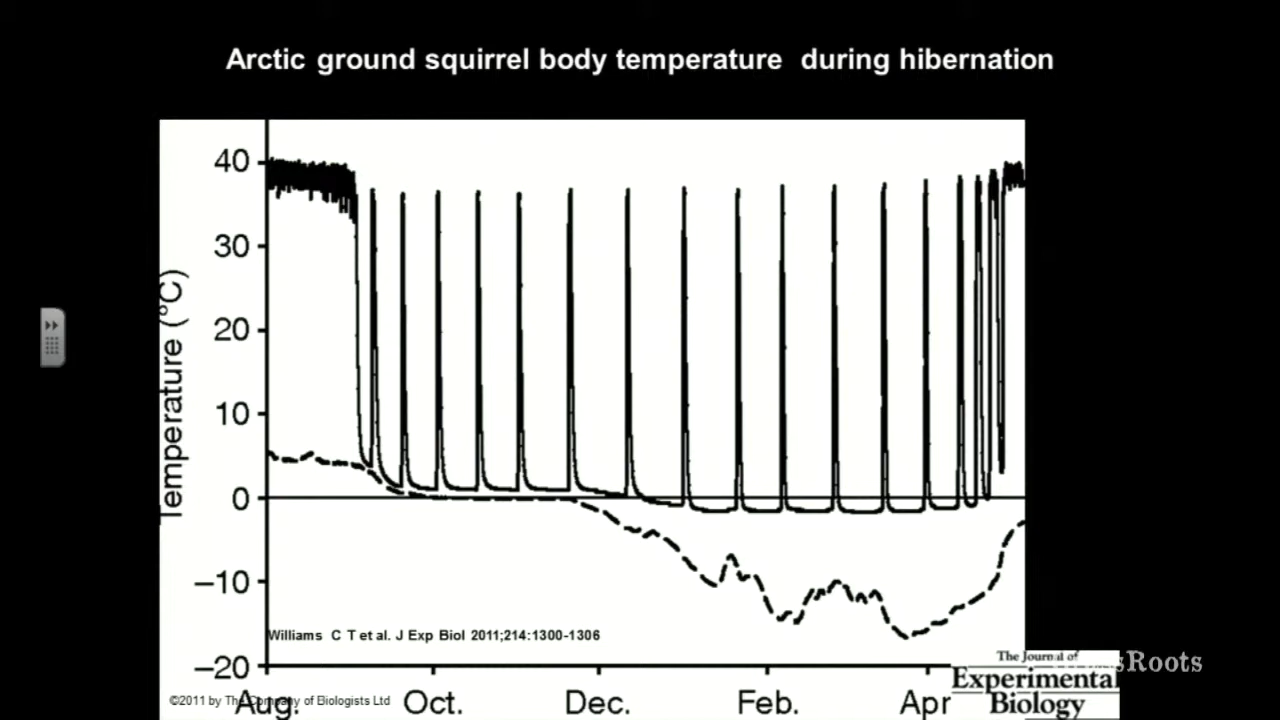 Arctic ground squirrel body temperature during hibernation
40
30
20
10
0
−10
−20
Temperature (°C)
Williams C T et al. J Exp Biol 2011;214:1300-1306
Aug. Oct. Dec. Feb. Apr
©2011 by The Company of Biologists Ltd
The Journal of
Experimental
Biology
Roots